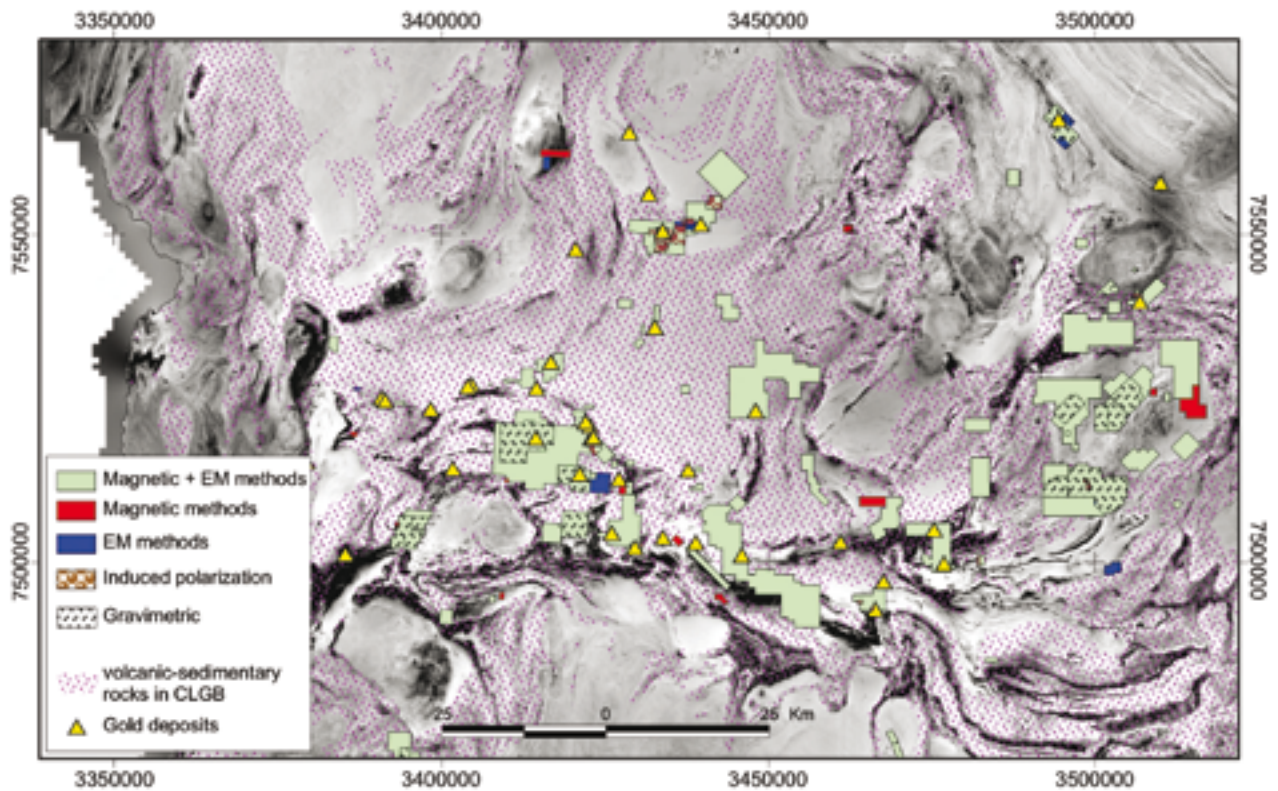 3350000 3400000 3450000 3500000
7550000 7550000
Magnetic + EM methods
Magnetic methods
EM methods
Induced polarization
Gravimetric
volcanic-sedimentary
rocks in CLGB
Gold deposits
7500000 7500000
25 0 25 Km
3350000 3400000 3450000 3500000